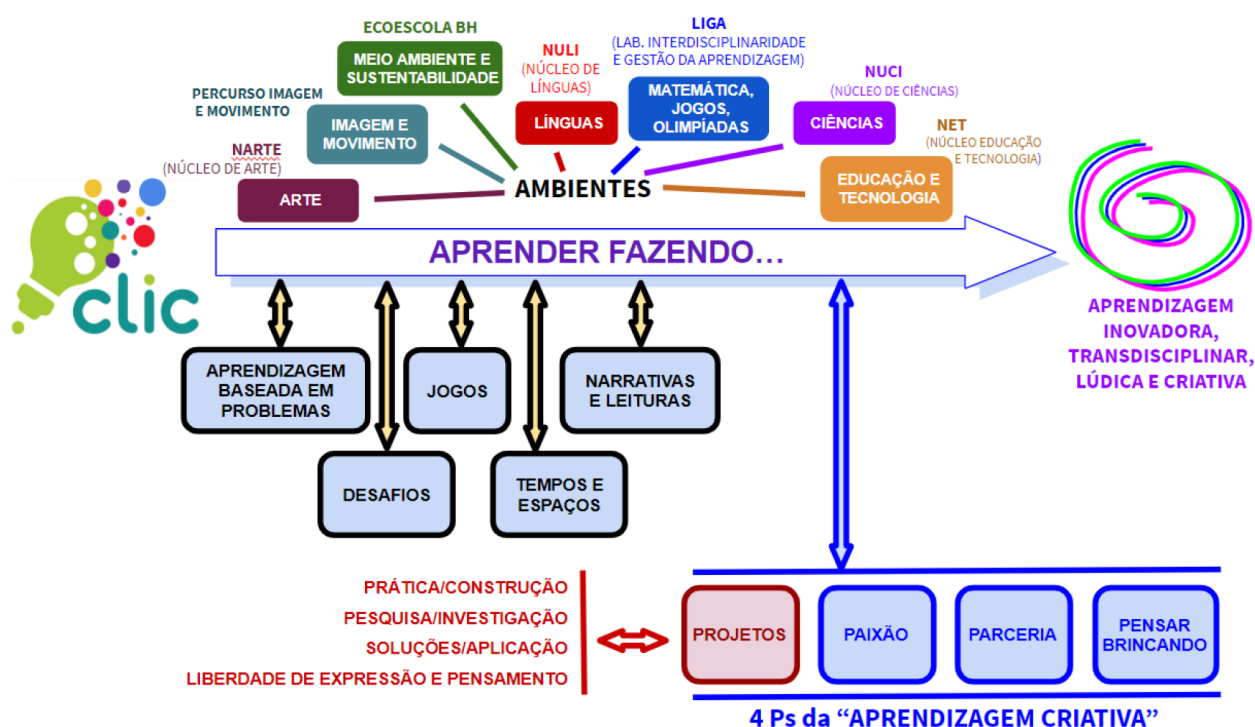 ECOESCOLA BH
MEIO AMBIENTE E
SUSTENTABILIDADE
NULI
(NÚCLEO DE
LÍNGUAS)
LÍNGUAS
LIGA
(LAB. INTERDISCIPLINARIDADE
E GESTÃO DA APRENDIZAGEM)
MATEMÁTICA,
JOGOS,
OLIMPÍADAS
NUCI
(NÚCLEO DE CIÊNCIAS)
CIÊNCIAS
PERCURSO IMAGEM
E MOVIMENTO
IMAGEM E
MOVIMENTO
NET
(NÚCLEO EDUCAÇÃO
E TECNOLOGIA)
EDUCAÇÃO E
TECNOLOGIA
NARTE
(NÚCLEO DE ARTE)
ARTE
AMBIENTES
clic
APRENDER FAZENDO...
APRENDIZAGEM
INOVADORA,
TRANSDISCIPLINAR,
LÚDICA E CRIATIVA
APRENDIZAGEM
BASEADA EM
PROBLEMAS
JOGOS
NARRATIVAS
E LEITURAS
DESAFIOS
TEMPOS E
ESPAÇOS
PRÁTICA/CONSTRUÇÃO
PESQUISA/INVESTIGAÇÃO
SOLUÇÕES/APLICAÇÃO
LIBERDADE DE EXPRESSÃO E PENSAMENTO
PROJETOS
PAIXÃO
PARCERIA
PENSAR
BRINCANDO
4 Ps da “APRENDIZAGEM CRIATIVA”